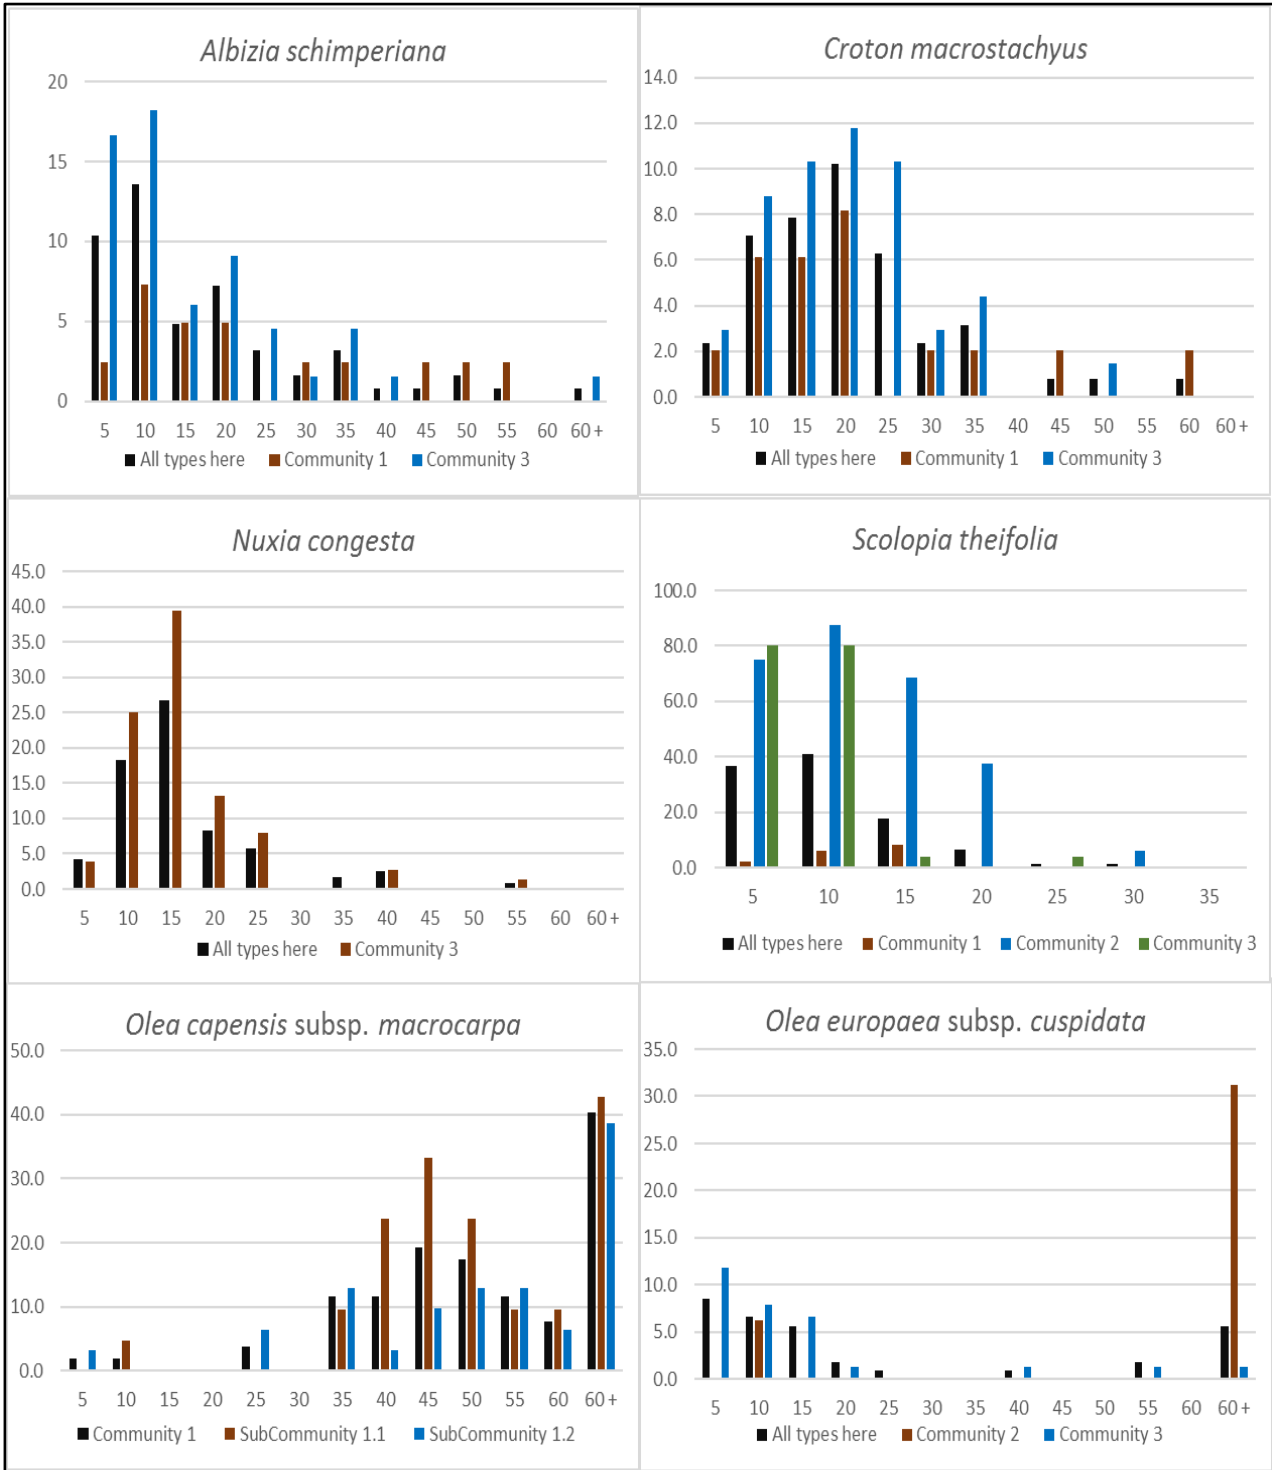 Albizia schimperiana
20
15
10
5
0
5 10 15 20 25 30 35 40 45 50 55 60 60+
All types here Community 1 Community 3
Croton macrostachyus
14.0
12.0
10.0
8.0
6.0
4.0
2.0
0.0
5 10 15 20 25 30 35 40 45 50 55 60 60+
All types here Community 1 Community 3
Nuxia congesta
45.0
40.0
35.0
30.0
25.0
20.0
15.0
10.0
5.0
0.0
5 10 15 20 25 30 35 40 45 50 55 60 60+
All types here Community 3
Scolopia theifolia
100.0
80.0
60.0
40.0
20.0
0.0
5 10 15 20 25 30 35
All types here Community 1 Community 2 Community 3
Olea capensis subsp. macrocarpa
50.0
40.0
30.0
20.0
10.0
0.0
5 10 15 20 25 30 35 40 45 50 55 60 60+
Community 1 SubCommunity 1.1 SubCommunity 1.2
Olea europaea subsp. cuspidata
35.0
30.0
25.0
20.0
15.0
10.0
5.0
0.0
5 10 15 20 25 30 35 40 45 50 55 60 60+
All types here Community 2 Community 3